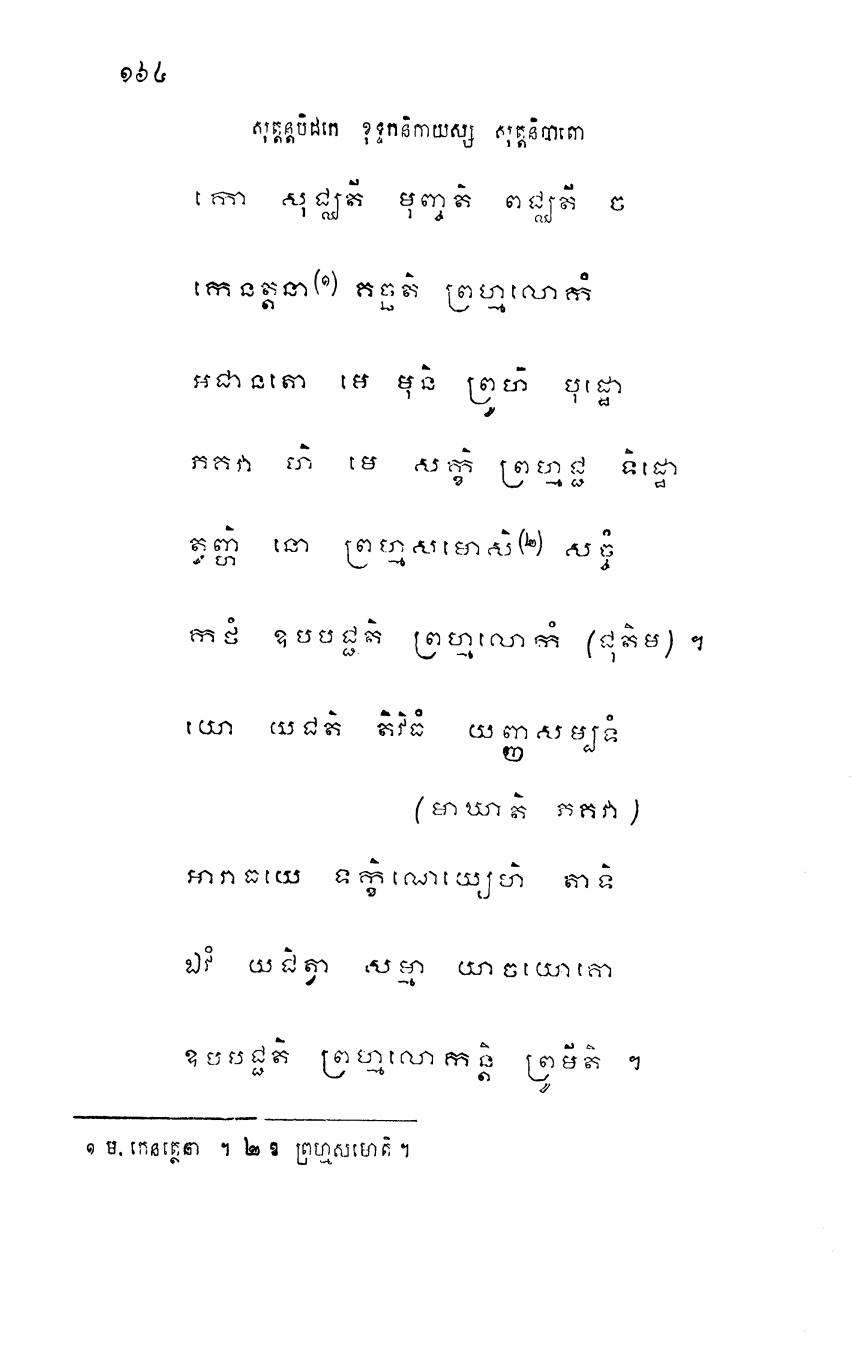 ១៦៤
សុត្តន្តបិដកេ ខុទ្ទកនិកាយស្ស សុត្តនិបាតោ
កោ សុជ្ឈតី មុញ្ចតិ ពជ្ឈតី ច
កេនត្តនា(១) គច្ឆតិ ព្រហ្មលោកំ
អជានតោ មេ មុនិ ព្រូហិ បុដ្ឋោ
ភគវា ហិ មេ សក្ខិ ព្រហ្មជ្ជ ទិដ្ឋោ
តុវញ្ហិ នោ ព្រហ្មសមោសិ(២) សច្ចំ
កថំ ឧបបជ្ជតិ ព្រហ្មលោកំ (ជុតិម) ។
យោ យជតិ តិវិធំ យញ្ញសម្បទំ
(មាឃាតិ ភគវា)
អារាធយេ ទក្ខិណេយ្យេហិ តាទិ
ឯវំ យជិត្វា សម្មា យាចយោគោ
ឧបបជ្ជតិ ព្រហ្មលោកន្តិ ព្រូមីតិ ។
១ ម. កេនត្ថេនា ។ ២ ឧ ព្រហ្មសមោតិ ។